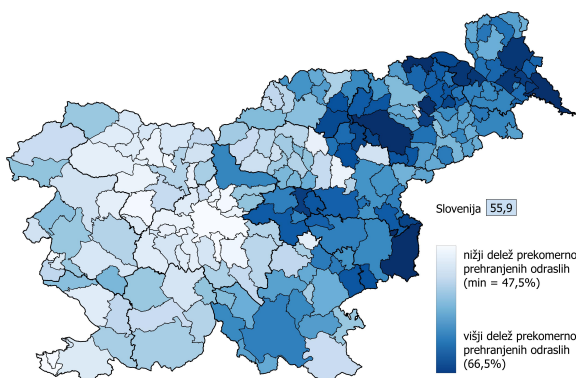 Slovenija 55,9
nižji delež prekomerno
prehranjenih odraslih
(min = 47,5%)
višji delež prekomerno
prehranjenih odraslih
(66,5%)